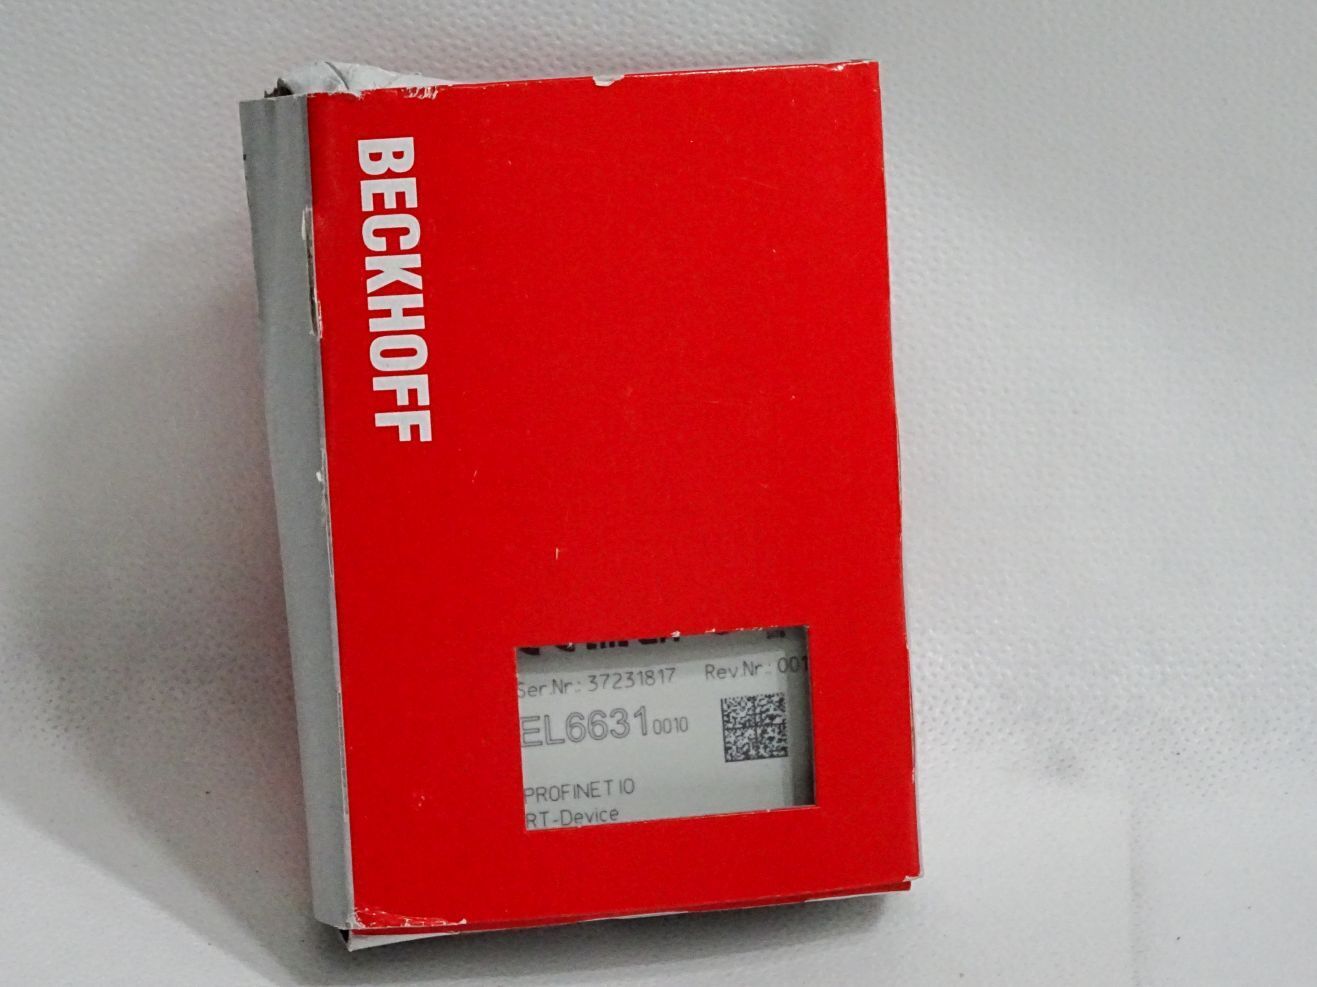 BECKHOFF
Ser.Nr.: 37231817 Rev.Nr.: 001
EL6631 0010
PROFINET IO
RT-Device